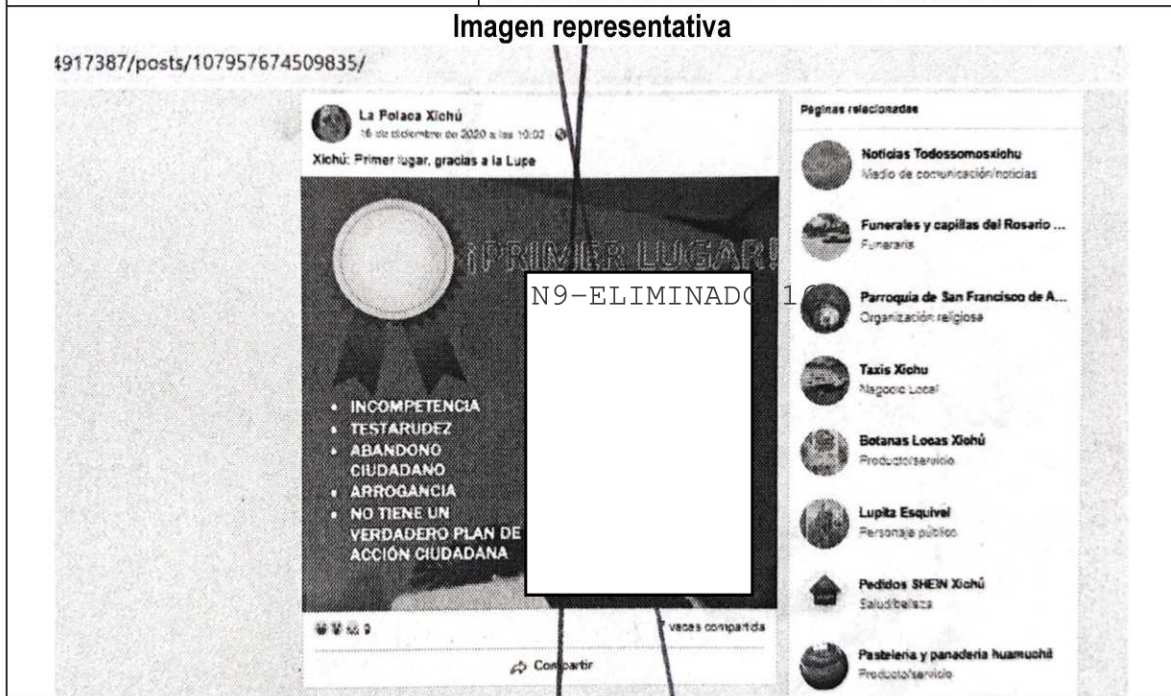 Imagen representativa
4917387/posts/107957674509835/
La Polaca Xichú
16 de diciembre de 2020 a las 10:02
Xichú: Primer lugar, gracias a la Lupe
¡PRIMER LUGAR!
N9-ELIMINADO 16
• INCOMPETENCIA
• TESTARUDEZ
• ABANDONO
CIUDADANO
• ARROGANCIA
• NO TIENE UN
VERDADERO PLAN DE
ACCIÓN CIUDADANA
9
7 veces compartida
Compartir
Páginas relacionadas
Noticias Todossomosxichu
Medio de comunicación/noticias
Funerales y capillas del Rosario ...
Funeraria
Parroquia de San Francisco de A...
Organización religiosa
Taxis Xichu
Negocio Local
Botanas Locas Xichú
Producto/servicio
Lupita Esquivel
Personaje público
Pedidos SHEIN Xichú
Salud/belleza
Pastelería y panadería huamuchil
Producto/servicio